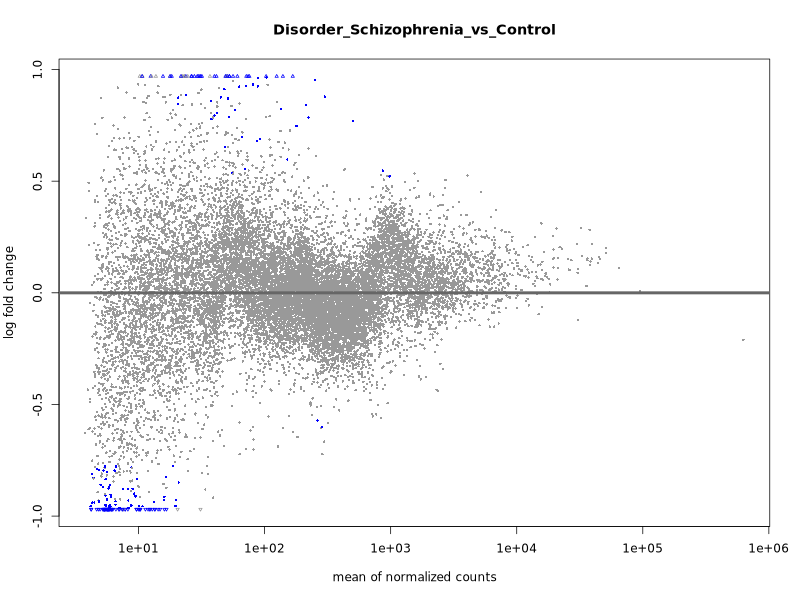 Disorder_Schizophrenia_vs_Control
log fold change
1.0
0.5
0.0
-0.5
-1.0
1e+01 1e+02 1e+03 1e+04 1e+05 1e+06
mean of normalized counts